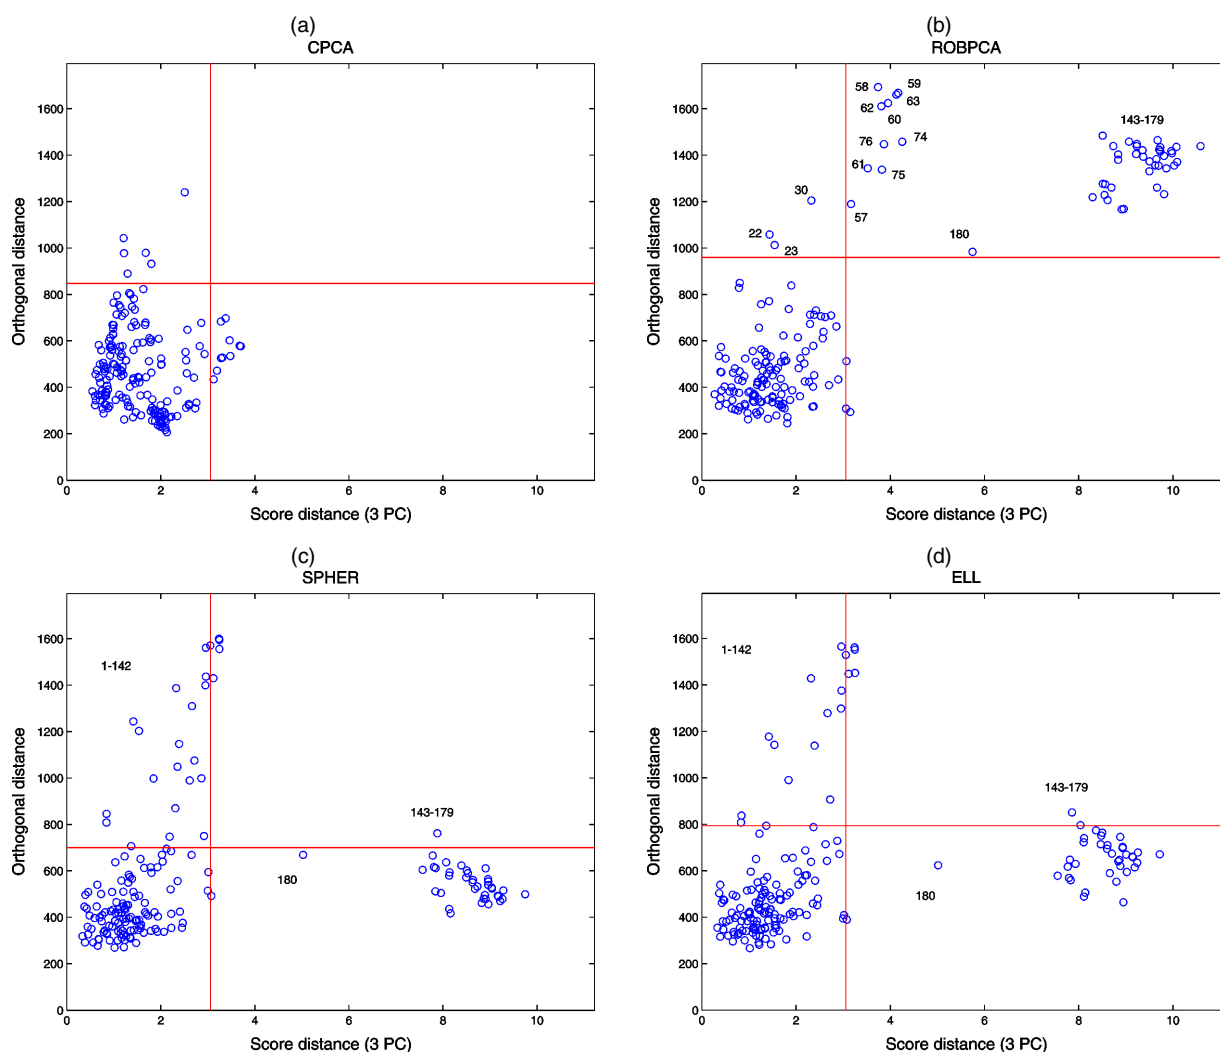 (a)
CPCA
1600
1400
1200
1000
800
600
400
200
0
Orthogonal distance
0 2 4 6 8 10
Score distance (3 PC)
(b)
ROBPCA
1600
1400
1200
1000
800
600
400
200
0
Orthogonal distance
58
59
62
63
60
76
74
61
75
30
57
22
23
180
143-179
0 2 4 6 8 10
Score distance (3 PC)
(c)
SPHER
1600
1400
1200
1000
800
600
400
200
0
Orthogonal distance
1-142
143-179
180
0 2 4 6 8 10
Score distance (3 PC)
(d)
ELL
1600
1400
1200
1000
800
600
400
200
0
Orthogonal distance
1-142
143-179
180
0 2 4 6 8 10
Score distance (3 PC)